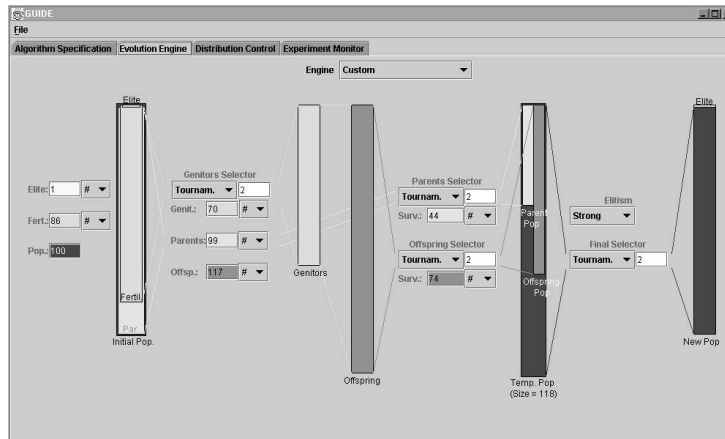 GUIDE
File
Algorithm Specification Evolution Engine Distribution Control Experiment Monitor
Engine Custom
Elite Elite
Genitors Selector Parents Selector
Elite: 1 # Tournam. 2 Tournam. 2 Elitism
Genit.: 70 # Surv.: 44 # Parent Pop Strong
Fert.: 86 #
Parents: 99 # Offspring Selector Final Selector
Pop.: 100 Tournam. 2 Tournam. 2
Offsp.: 117 # Genitors Surv.: 74 # Offspring Pop
Fertil.
Par.
Initial Pop. New Pop
Offspring Temp. Pop
(Size = 118)